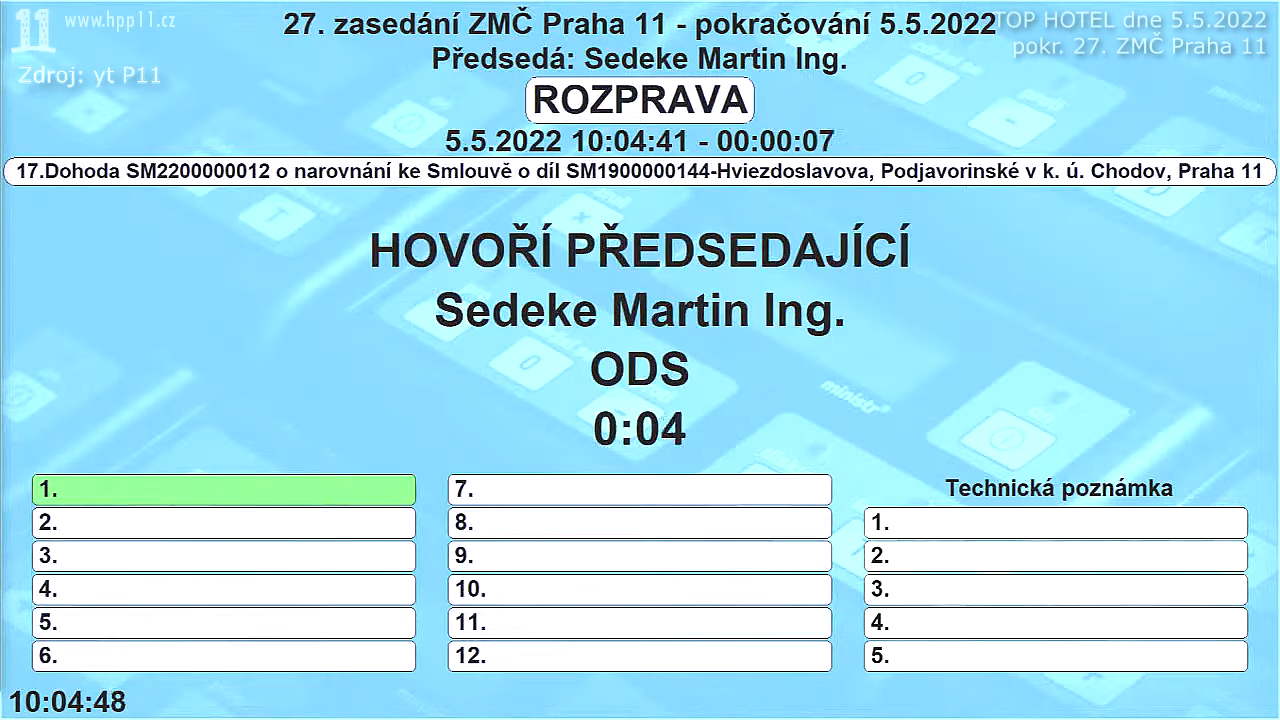 11 www.hpp11.cz
Zdroj: yt P11
27. zasedání ZMČ Praha 11 - pokračování 5.5.2022
TOP HOTEL dne 5.5.2022
pokr. 27. ZMČ Praha 11
Předsedá: Sedeke Martin Ing.
ROZPRAVA
5.5.2022 10:04:41 - 00:00:07
17.Dohoda SM2200000012 o narovnání ke Smlouvě o díl SM1900000144-Hviezdoslavova, Podjavorinské v k. ú. Chodov, Praha 11
HOVOŘÍ PŘEDSEDAJÍCÍ
Sedeke Martin Ing.
ODS
0:04
ministr
1.
2.
3.
4.
5.
6.
7.
8.
9.
10.
11.
12.
Technická poznámka
1.
2.
3.
4.
5.
10:04:48